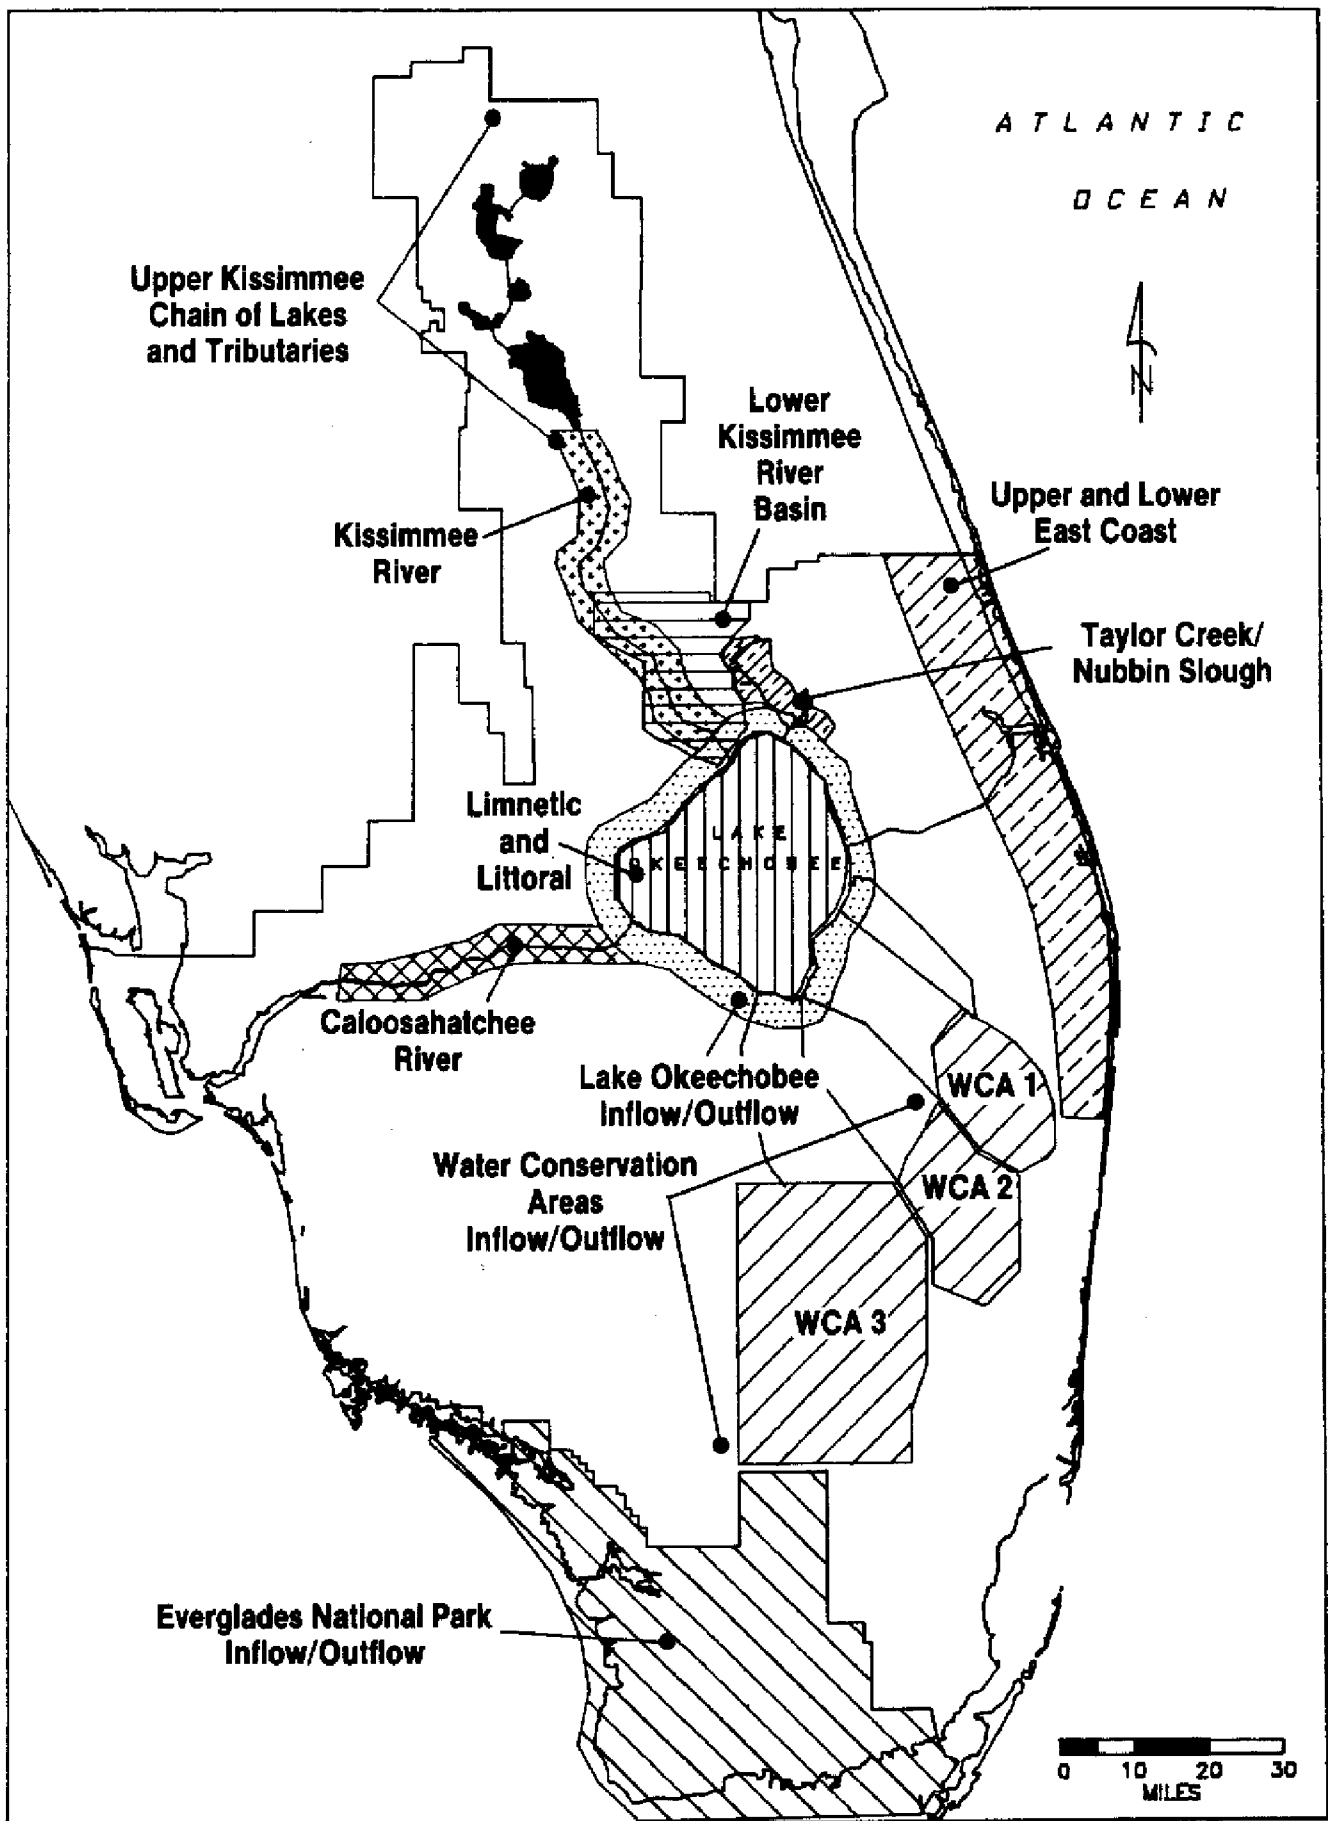 ATLANTIC
OCEAN
Upper Kissimmee
Chain of Lakes
and Tributaries
N
Lower
Kissimmee
River
Basin
Upper and Lower
East Coast
Kissimmee
River
Taylor Creek/
Nubbin Slough
Limnetic
and
Littoral
LAKE
OKEECHOBEE
Caloosahatchee
River
Lake Okeechobee
Inflow/Outflow
WCA 1
Water Conservation
Areas
Inflow/Outflow
WCA 2
WCA 3
Everglades National Park
Inflow/Outflow
0 10 20 30
MILES